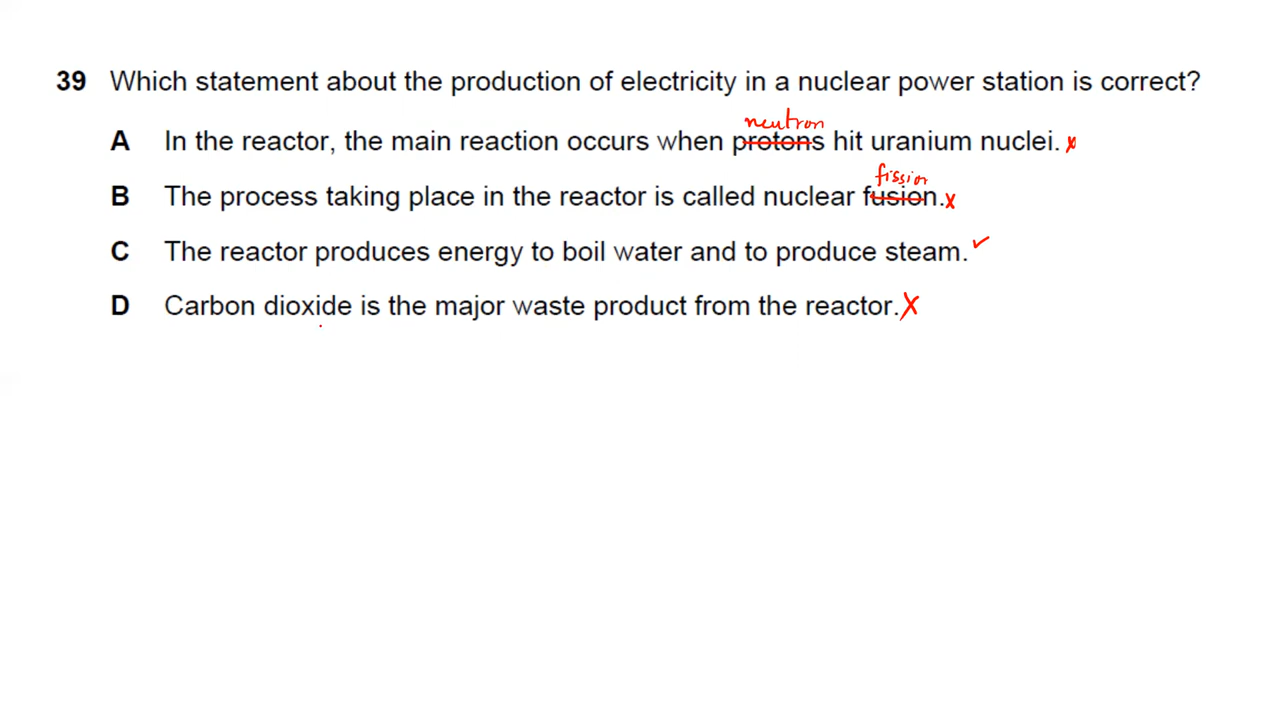 39 Which statement about the production of electricity in a nuclear power station is correct?
neutron
A In the reactor, the main reaction occurs when protons hit uranium nuclei. x
fission
B The process taking place in the reactor is called nuclear fusion. x
C The reactor produces energy to boil water and to produce steam. ✓
D Carbon dioxide is the major waste product from the reactor. X